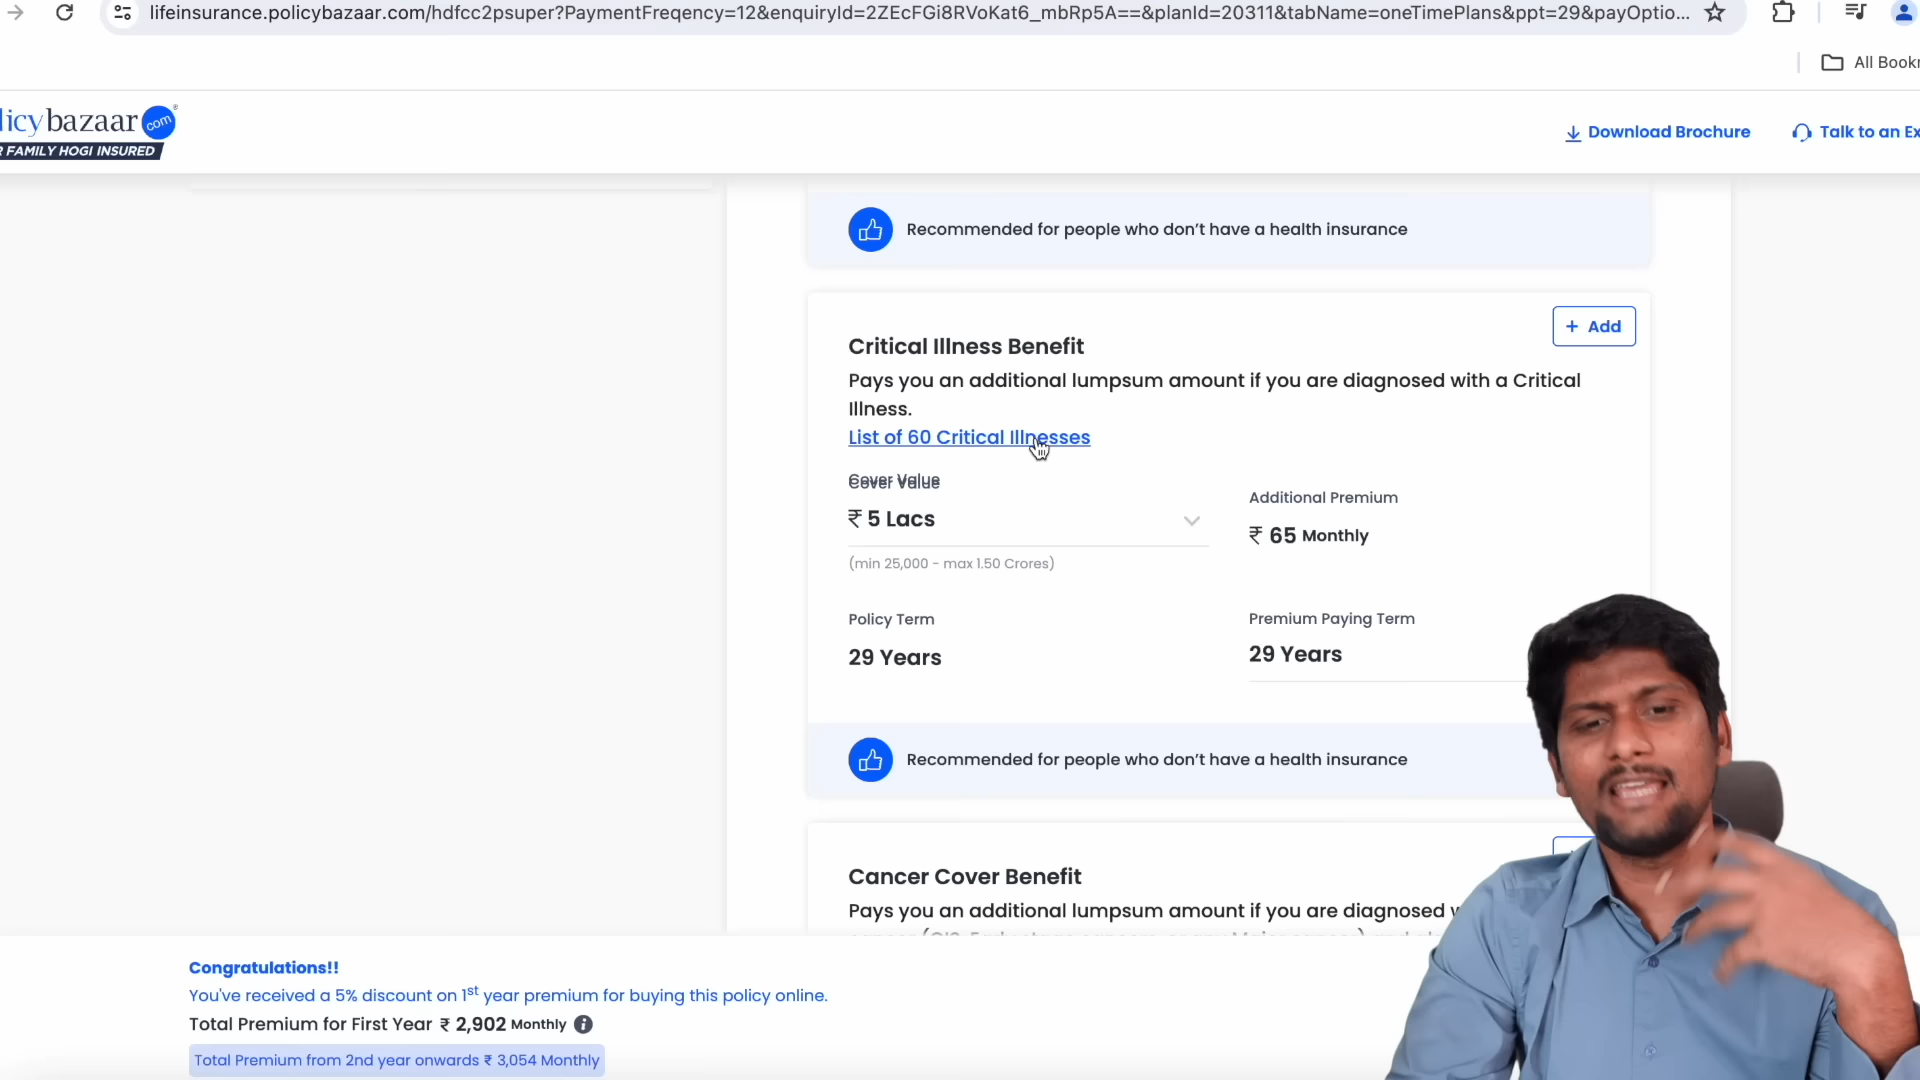 lifeinsurance.policybazaar.com/hdfcc2psuper?PaymentFreqency=12&enquiryId=2ZEcFGi8RVoKat6_mbRp5A==&planId=20311&tabName=oneTimePlans&ppt=29&payOptio...
All Bookr
licybazaar com
R FAMILY HOGI INSURED
Download Brochure
Talk to an Ex
Recommended for people who don't have a health insurance
+ Add
Critical Illness Benefit
Pays you an additional lumpsum amount if you are diagnosed with a Critical
Illness.
List of 60 Critical Illnesses
Cover Value
₹ 5 Lacs
(min 25,000 - max 1.50 Crores)
Additional Premium
₹ 65 Monthly
Policy Term
29 Years
Premium Paying Term
29 Years
Recommended for people who don't have a health insurance
Cancer Cover Benefit
Pays you an additional lumpsum amount if you are diagnosed
Congratulations!!
You've received a 5% discount on 1st year premium for buying this policy online.
Total Premium for First Year ₹ 2,902 Monthly
Total Premium from 2nd year onwards ₹ 3,054 Monthly